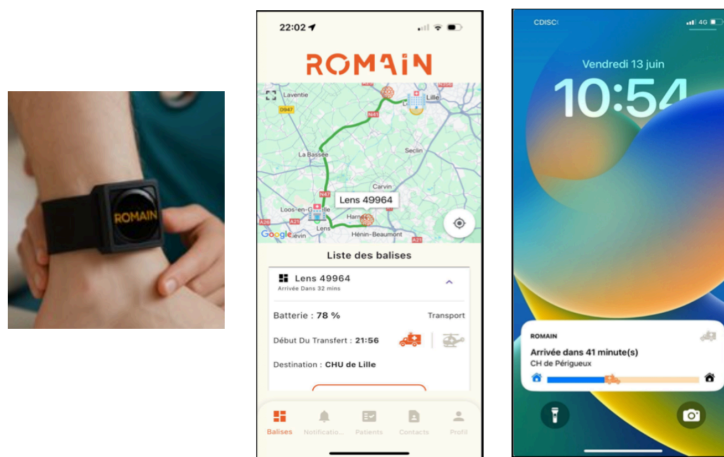 ROMAIN
22:02
ROMAIN
Laventie
Lille
La Bassée
Seclin
Carvin
Lens 49964
Harnes
Lens
Google
Hénin-Beaumont
Liste des balises
Lens 49964
Arrivée Dans 32 mins
Batterie : 78 %
Transport
Début Du Transfert : 21:56
Destination : CHU de Lille
Balises
Notificatio...
Patients
Contacts
Profil
CDISC
4G
Vendredi 13 juin
10:54
ROMAIN
Arrivée dans 41 minute(s)
CH de Périgueux